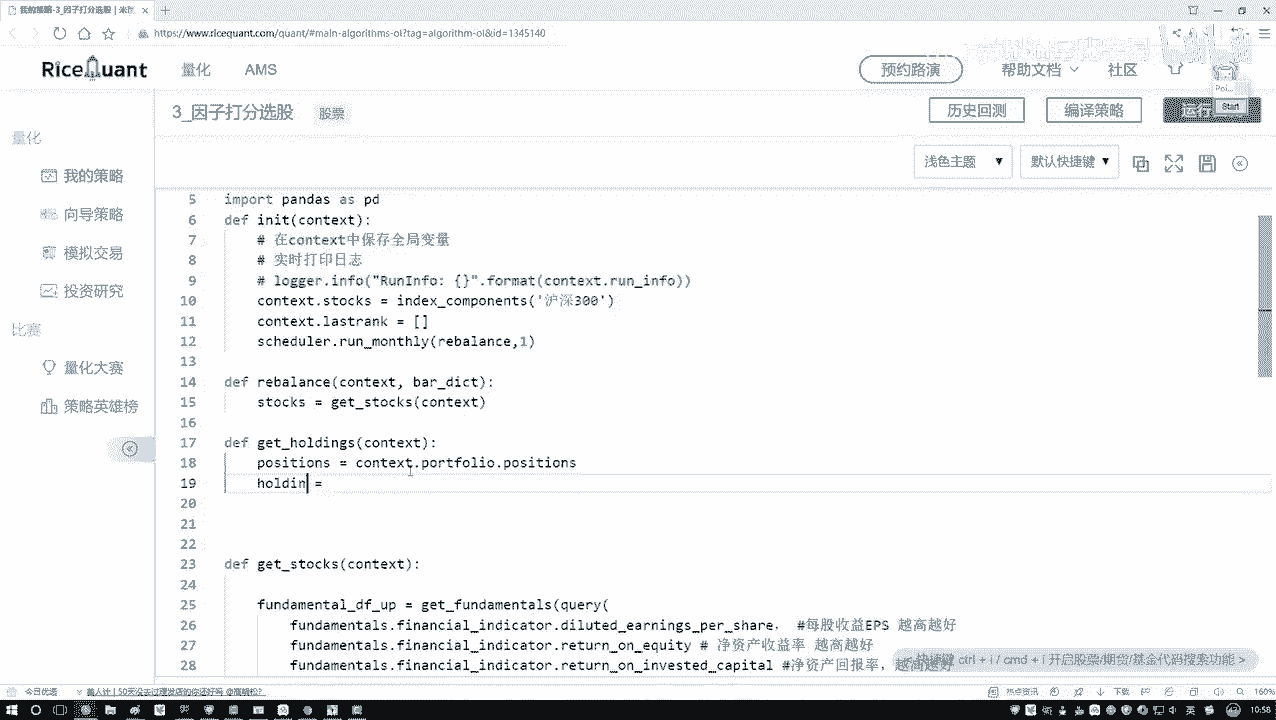 我的策略-3_因子打分选股 | 米
https://www.ricequant.com/quant/#main-algorithms-ol?tag=algorithm-ol&id=1345140
RiceQuant 量化 AMS 预约路演 帮助文档 社区
Poi...
Start
3_因子打分选股 股票 历史回测 编译策略
量化
浅色主题 默认快捷键
我的策略
向导策略
模拟交易
投资研究
比赛
量化大赛
策略英雄榜
5 import pandas as pd
6 def init(context):
7 # 在context中保存全局变量
8 # 实时打印日志
9 # logger.info("RunInfo: {}".format(context.run_info))
10 context.stocks = index_components('沪深300')
11 context.lastrank = []
12 scheduler.run_monthly(rebalance,1)
13
14 def rebalance(context, bar_dict):
15 stocks = get_stocks(context)
16
17 def get_holdings(context):
18 positions = context.portfolio.positions
19 holdin =
20
21
22
23 def get_stocks(context):
24
25 fundamental_df_up = get_fundamentals(query(
26 fundamentals.financial_indicator.diluted_earnings_per_share, #每股收益EPS 越高越好
27 fundamentals.financial_indicator.return_on_equity # 净资产收益率 越高越好
28 fundamentals.financial_indicator.return_on_invested_capital #净资产回报率，越高越好
快捷键 ctrl + i / cmd + i 开启股票/期货/基金代码搜索功能 >
今日优选 热点资讯 下载 160%
10:58